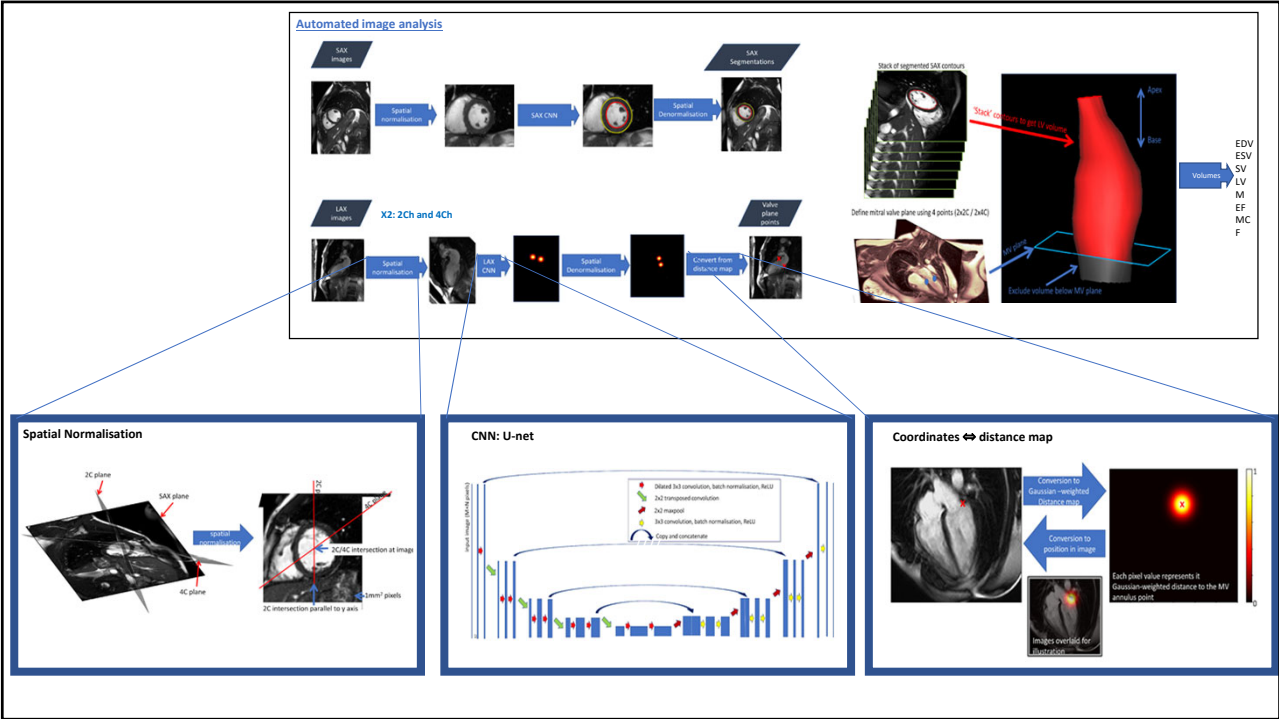 Automated image analysis
SAX
Images
SAX
Segmentations
Spatial
normalisation
SAX CNN
Spatial
Denormalisation
LAX
images
X2: 2Ch and 4Ch
Valve
plane
points
Spatial
normalisation
LAX
CNN
Spatial
Denormalisation
Convert from
distance map
Stack of segmented SAX contours
'Stack' contours to get LV volume
Define mitral valve plane using 4 points (2x2C / 2x4C)
MV plane
Apex
Base
Exclude volume below MV plane
Volumes
EDV
ESV
SV
LV
M
EF
MC
F
Spatial Normalisation
2C plane
SAX plane
4C plane
spatial
normalisation
2C pl
4C pl
2C/4C intersection at image
1mm² pixels
2C intersection parallel to y axis
CNN: U-net
Input image (M×N pixels)
Dilated 3x3 convolution, batch normalisation, ReLU
2x2 transposed convolution
2x2 maxpool
3x3 convolution, batch normalisation, ReLU
Copy and concatenate
Coordinates ⇔ distance map
Conversion to
Gaussian –weighted
Distance map
Conversion to
position in image
X
X
1
0
Each pixel value represents it
Gaussian-weighted distance to the MV
annulus point
Images overlaid for
illustration